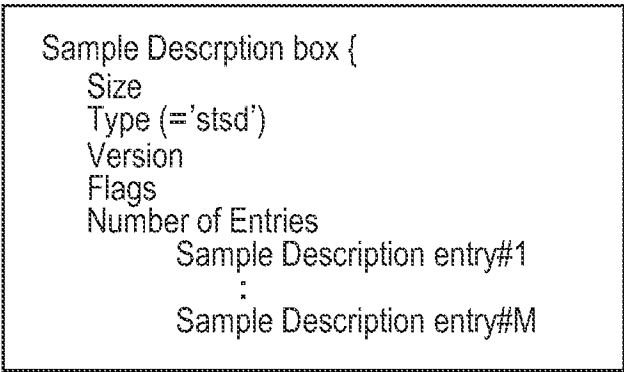 Sample Descrption box {
Size
Type (='stsd')
Version
Flags
Number of Entries
Sample Description entry#1
:
Sample Description entry#M